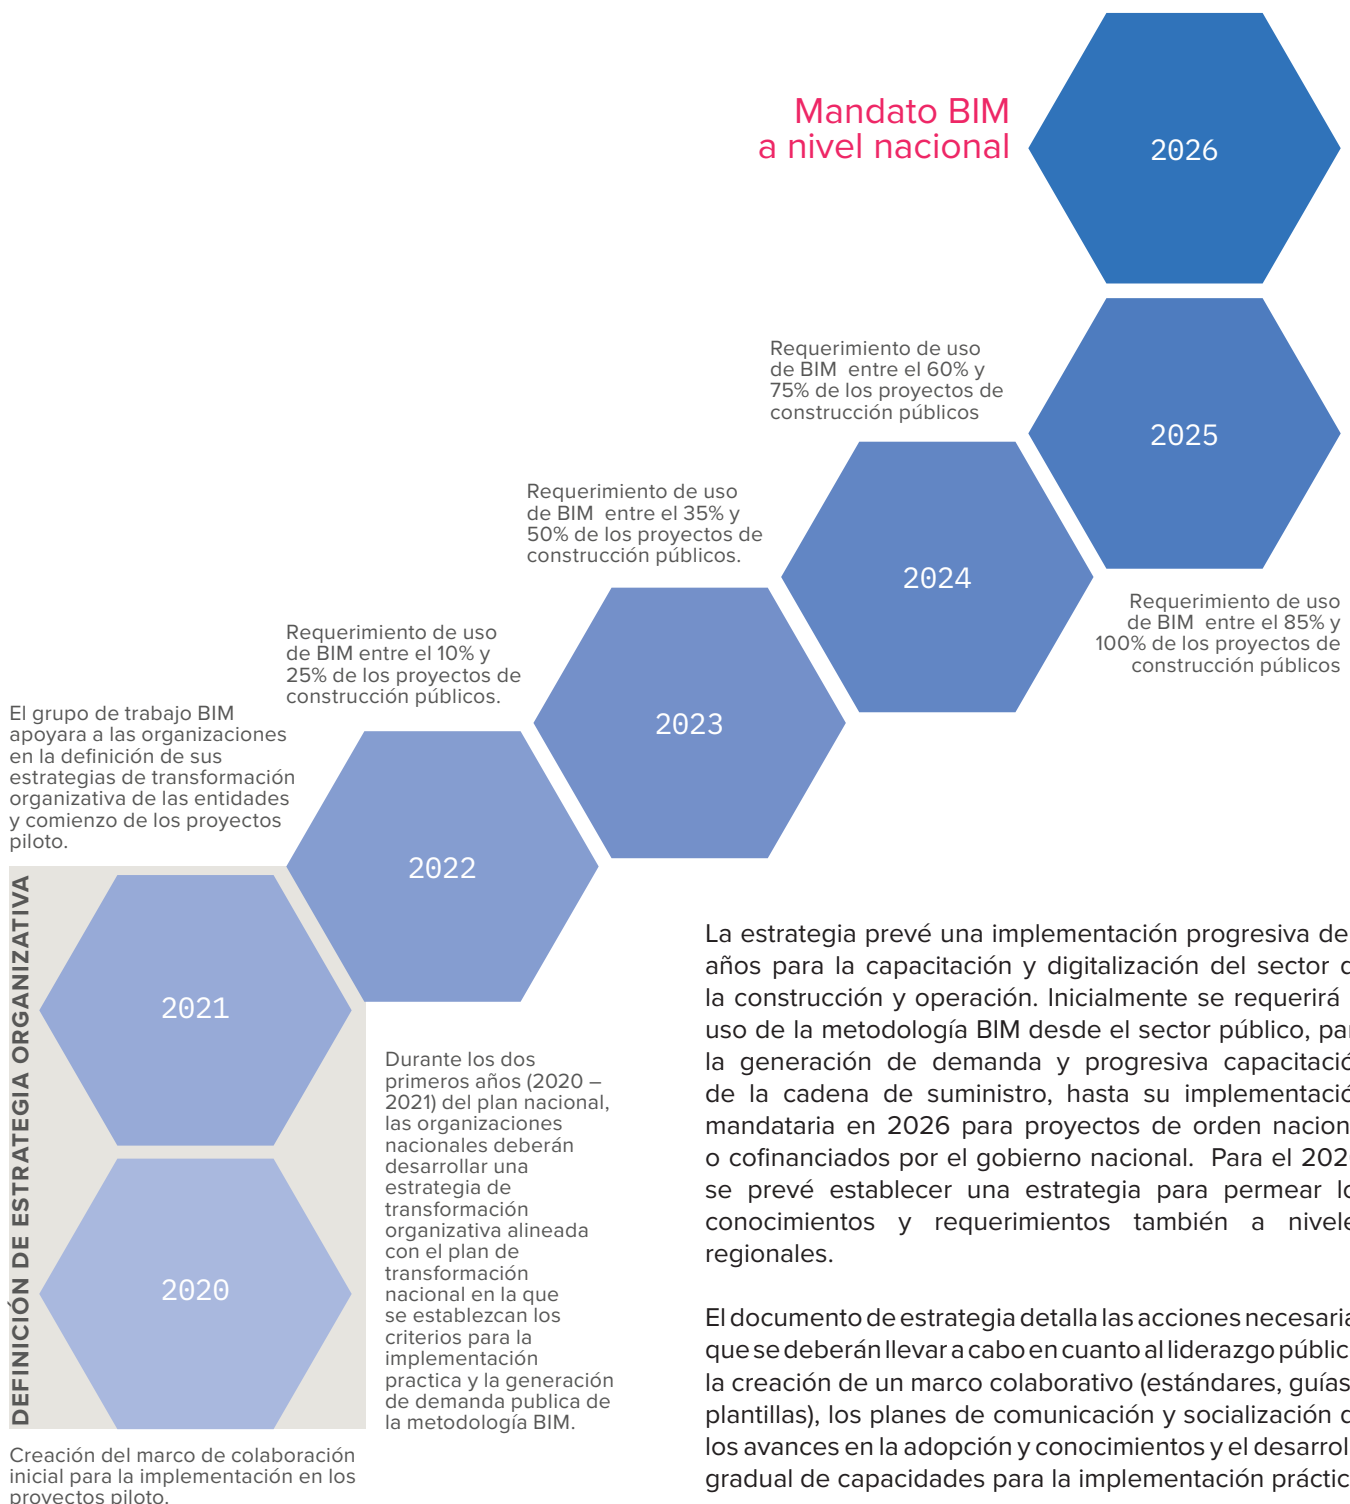 Mandato BIM
a nivel nacional
2026
Requerimiento de uso
de BIM entre el 60% y
75% de los proyectos de
construcción públicos
2025
Requerimiento de uso
de BIM entre el 85% y
100% de los proyectos de
construcción públicos
Requerimiento de uso
de BIM entre el 35% y
50% de los proyectos de
construcción públicos.
2024
Requerimiento de uso
de BIM entre el 10% y
25% de los proyectos de
construcción públicos.
2023
El grupo de trabajo BIM
apoyara a las organizaciones
en la definición de sus
estrategias de transformación
organizativa de las entidades
y comienzo de los proyectos
piloto.
2022
DEFINICIÓN DE ESTRATEGIA ORGANIZATIVA
2021
2020
Creación del marco de colaboración
inicial para la implementación en los
proyectos piloto.
Durante los dos
primeros años (2020 –
2021) del plan nacional,
las organizaciones
nacionales deberán
desarrollar una
estrategia de
transformación
organizativa alineada
con el plan de
transformación
nacional en la que
se establezcan los
criterios para la
implementación
practica y la generación
de demanda publica de
la metodología BIM.
La estrategia prevé una implementación progresiva de
años para la capacitación y digitalización del sector
la construcción y operación. Inicialmente se requerirá
uso de la metodología BIM desde el sector público,
la generación de demanda y progresiva
de la cadena de suministro, hasta su
mandataria en 2026 para proyectos de orden
o cofinanciados por el gobierno nacional. Para el
se prevé establecer una estrategia para permear
conocimientos y requerimientos también a
regionales.
El documento de estrategia detalla las acciones
que se deberán llevar a cabo en cuanto al liderazgo
la creación de un marco colaborativo (estándares, guías
plantillas), los planes de comunicación y socialización
los avances en la adopción y conocimientos y el
gradual de capacidades para la implementación